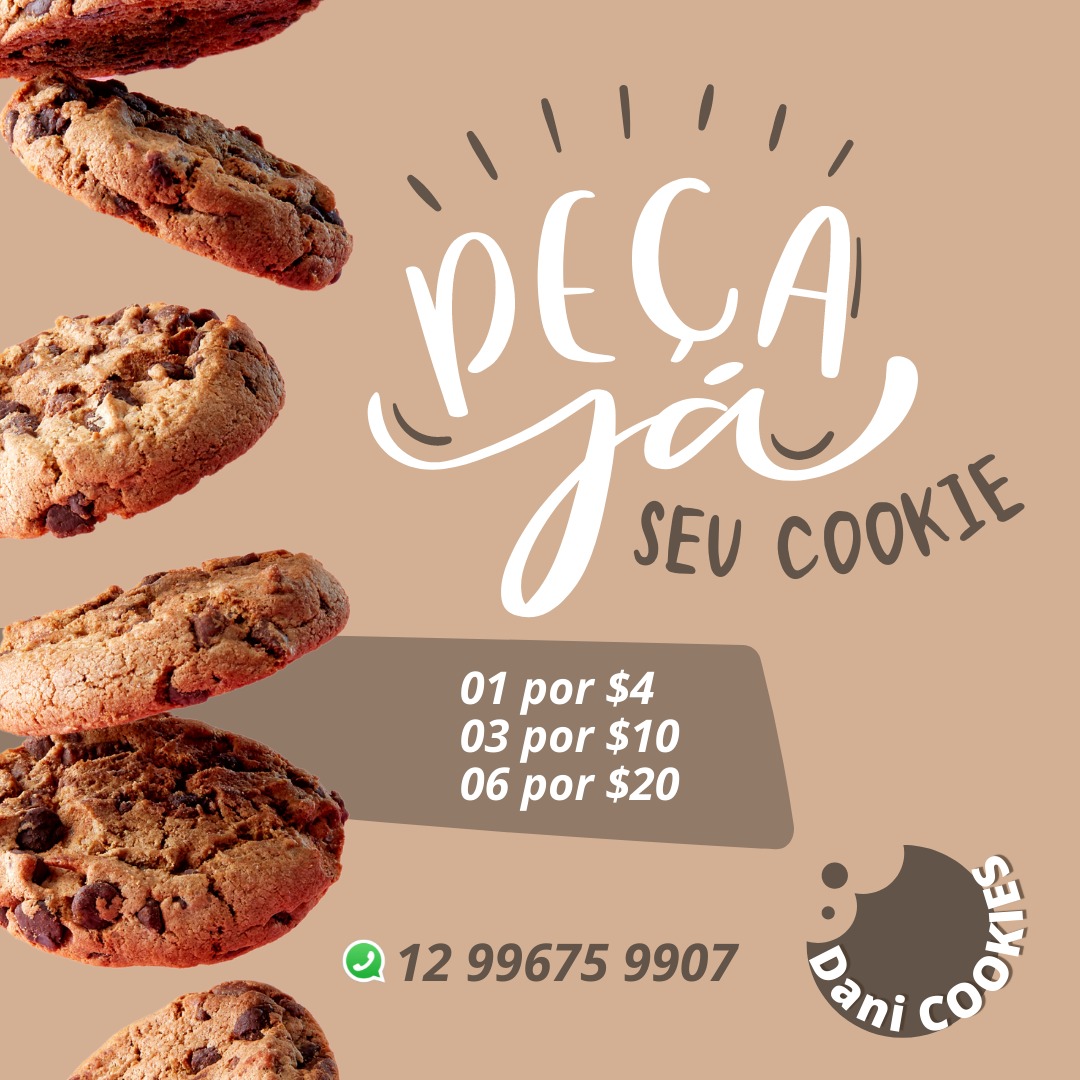 PEÇA
já
SEU COOKIE
01 por $4
03 por $10
06 por $20
12 99675 9907
Dani COOKIES